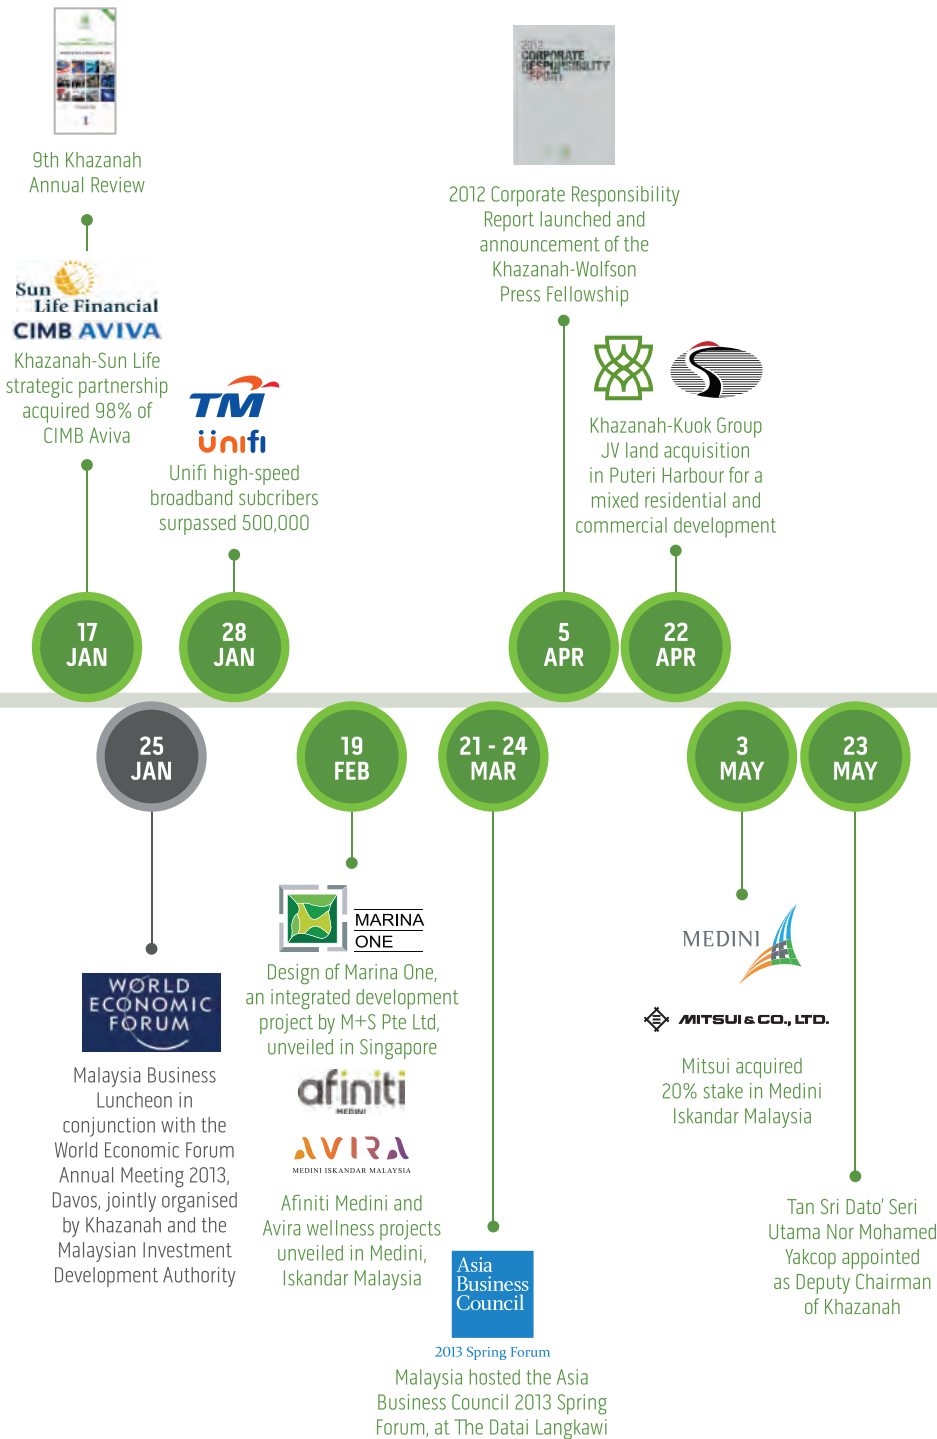 9th Khazanah
Annual Review
Sun
Life Financial
CIMB AVIVA
Khazanah-Sun Life
strategic partnership
acquired 98% of
CIMB Aviva
17
JAN
TM
ünifi
Unifi high-speed
broadband subcribers
surpassed 500,000
28
JAN
2012
CORPORATE
RESPONSIBILITY
REPORT
2012 Corporate Responsibility
Report launched and
announcement of the
Khazanah-Wolfson
Press Fellowship
5
APR
Khazanah-Kuok Group
JV land acquisition
in Puteri Harbour for a
mixed residential and
commercial development
22
APR
25
JAN
WORLD
ECONOMIC
FORUM
Malaysia Business
Luncheon in
conjunction with the
World Economic Forum
Annual Meeting 2013,
Davos, jointly organised
by Khazanah and the
Malaysian Investment
Development Authority
19
FEB
MARINA
ONE
Design of Marina One,
an integrated development
project by M+S Pte Ltd,
unveiled in Singapore
afiniti
MEDINI
AVIRA
MEDINI ISKANDAR MALAYSIA
Afiniti Medini and
Avira wellness projects
unveiled in Medini,
Iskandar Malaysia
21 - 24
MAR
Asia
Business
Council
2013 Spring Forum
Malaysia hosted the Asia
Business Council 2013 Spring
Forum, at The Datai Langkawi
3
MAY
MEDINI
MITSUI & CO., LTD.
Mitsui acquired
20% stake in Medini
Iskandar Malaysia
23
MAY
Tan Sri Dato' Seri
Utama Nor Mohamed
Yakcop appointed
as Deputy Chairman
of Khazanah